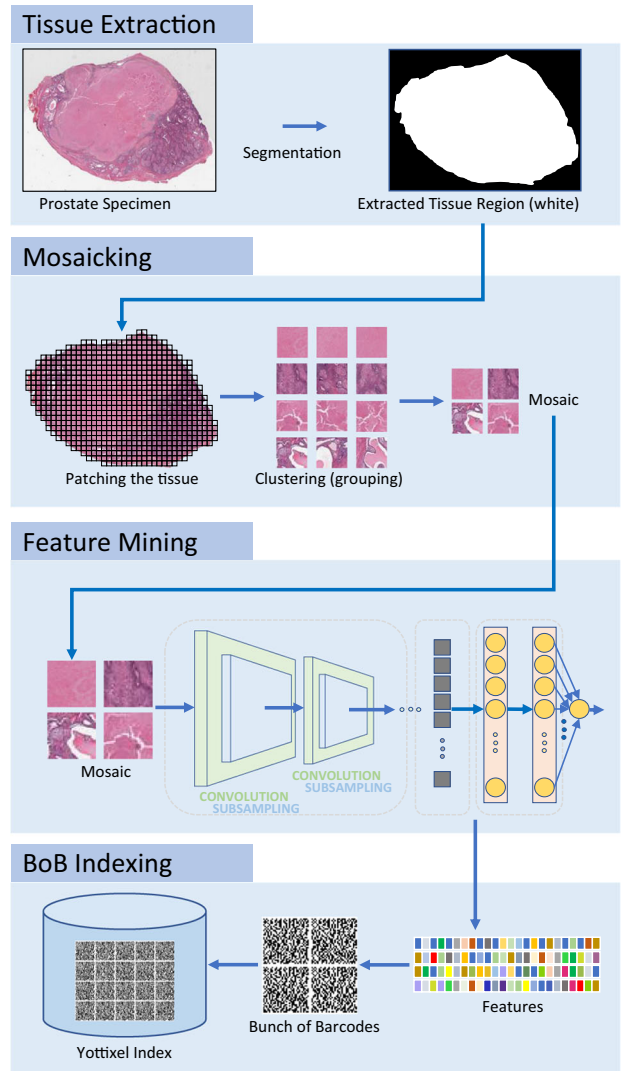 Tissue Extraction
Segmentation
Prostate Specimen
Extracted Tissue Region (white)
Mosaicking
Mosaic
Patching the tissue
Clustering (grouping)
Feature Mining
Mosaic
CONVOLUTION
SUBSAMPLING
CONVOLUTION
SUBSAMPLING
BoB Indexing
Features
Bunch of Barcodes
Yottixel Index